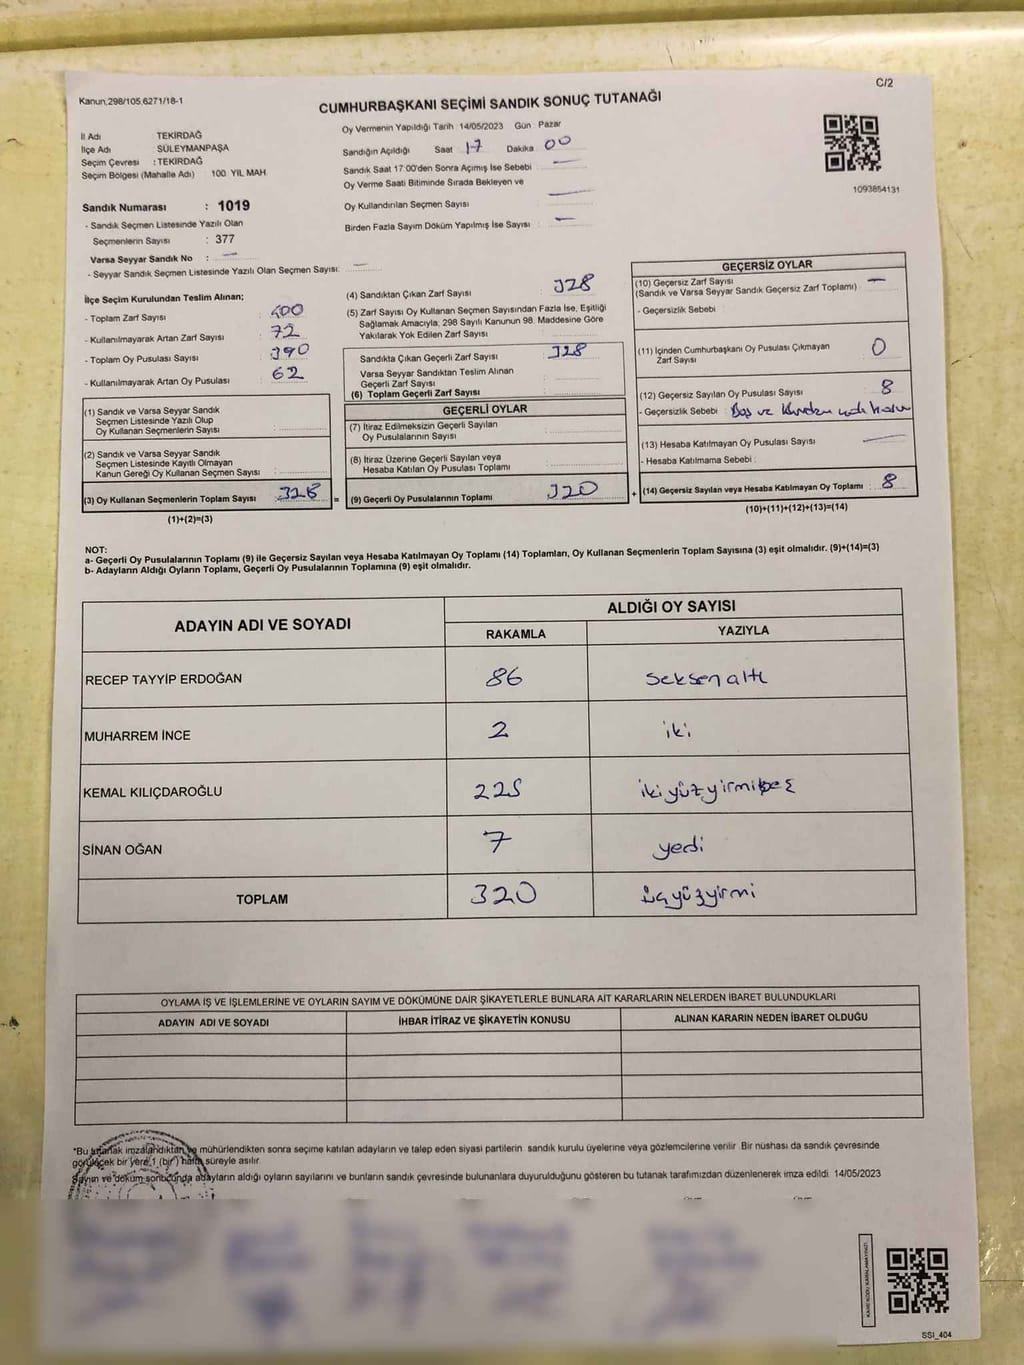 C/2
Kanun,298/105,6271/18-1
CUMHURBAŞKANI SEÇİMİ SANDIK SONUÇ TUTANAĞI
İl Adı TEKİRDAĞ
İlçe Adı SÜLEYMANPAŞA
Seçim Çevresi : TEKİRDAĞ
Seçim Bölgesi (Mahalle Adı) 100. YIL MAH.
Sandık Numarası : 1019
- Sandık Seçmen Listesinde Yazılı Olan
Seçmenlerin Sayısı : 377
Varsa Seyyar Sandık No : —
- Seyyar Sandık Seçmen Listesinde Yazılı Olan Seçmen Sayısı: —
Oy Vermenin Yapıldığı Tarih 14/05/2023 Gün Pazar
Sandığın Açıldığı Saat 17 Dakika 00
Sandık Saat 17:00'den Sonra Açımış İse Sebebi —
Oy Verme Saati Bitiminde Sırada Bekleyen ve
Oy Kullandırılan Seçmen Sayısı —
Birden Fazla Sayım Döküm Yapılmış İse Sayısı —
1093854131
İlçe Seçim Kurulundan Teslim Alınan;
- Toplam Zarf Sayısı : 400
- Kullanılmayarak Artan Zarf Sayısı : 72
- Toplam Oy Pusulası Sayısı : 390
- Kullanılmayarak Artan Oy Pusulası : 62
(1) Sandık ve Varsa Seyyar Sandık
Seçmen Listesinde Yazılı Olup
Oy Kullanan Seçmenlerin Sayısı
(2) Sandık ve Varsa Seyyar Sandık
Seçmen Listesinde Kayıtlı Olmayan
Kanun Gereği Oy Kullanan Seçmen Sayısı
(3) Oy Kullanan Seçmenlerin Toplam Sayısı 328 =
(1)+(2)=(3)
(4) Sandıktan Çıkan Zarf Sayısı : 328
(5) Zarf Sayısı Oy Kullanan Seçmen Sayısından Fazla İse, Eşitliği
Sağlamak Amacıyla, 298 Sayılı Kanunun 98. Maddesine Göre
Yakılarak Yok Edilen Zarf Sayısı
Sandıkta Çıkan Geçerli Zarf Sayısı : 328
Varsa Seyyar Sandıktan Teslim Alınan
Geçerli Zarf Sayısı
(6) Toplam Geçerli Zarf Sayısı
GEÇERLİ OYLAR
(7) İtiraz Edilmeksizin Geçerli Sayılan
Oy Pusulalarının Sayısı
(8) İtiraz Üzerine Geçerli Sayılan veya
Hesaba Katılan Oy Pusulası Toplamı
(9) Geçerli Oy Pusulalarının Toplamı : 320 +
GEÇERSİZ OYLAR
(10) Geçersiz Zarf Sayısı —
(Sandık ve Varsa Seyyar Sandık Geçersiz Zarf Toplamı)
- Geçersizlik Sebebi :
(11) İçinden Cumhurbaşkanı Oy Pusulası Çıkmayan
Zarf Sayısı 0
(12) Geçersiz Sayılan Oy Pusulası Sayısı 8
- Geçersizlik Sebebi : Boş ve
(13) Hesaba Katılmayan Oy Pusulası Sayısı —
- Hesaba Katılmama Sebebi :
(14) Geçersiz Sayılan veya Hesaba Katılmayan Oy Toplamı : 8
(10)+(11)+(12)+(13)=(14)
NOT:
a- Geçerli Oy Pusulalarının Toplamı (9) ile Geçersiz Sayılan veya Hesaba Katılmayan Oy Toplamı (14) Toplamları, Oy Kullanan Seçmenlerin Toplam Sayısına (3) eşit olmalıdır. (9)+(14)=(3)
b- Adayların Aldığı Oyların Toplamı, Geçerli Oy Pusulalarının Toplamına (9) eşit olmalıdır.
ADAYIN ADI VE SOYADI ALDIĞI OY SAYISI
RAKAMLA YAZIYLA
RECEP TAYYİP ERDOĞAN 86 seksenaltı
MUHARREM İNCE 2 iki
KEMAL KILIÇDAROĞLU 225 ikiyüzyirmibeş
SİNAN OĞAN 7 yedi
TOPLAM 320 üçyüzyirmi
OYLAMA İŞ VE İŞLEMLERİNE VE OYLARIN SAYIM VE DÖKÜMÜNE DAİR ŞİKAYETLERLE BUNLARA AİT KARARLARIN NELERDEN İBARET BULUNDUKLARI
ADAYIN ADI VE SOYADI İHBAR İTİRAZ VE ŞİKAYETİN KONUSU ALINAN KARARIN NEDEN İBARET OLDUĞU
*Bu tutanak imzalandıktan ve mühürlendikten sonra seçime katılan adayların ve talep eden siyasi partilerin sandık kurulu üyelerine veya gözlemcilerine verilir. Bir nüshası da sandık çevresinde
görülecek bir yere 1 (bir) hafta süreyle asılır.
Sayım ve döküm sonucunda adayların aldığı oyların sayılarını ve bunların sandık çevresinde bulunanlara duyurulduğunu gösteren bu tutanak tarafımızdan düzenlenerek imza edildi. 14/05/2023
KAREKODU KARALAMAYINIZ!
SSI_404